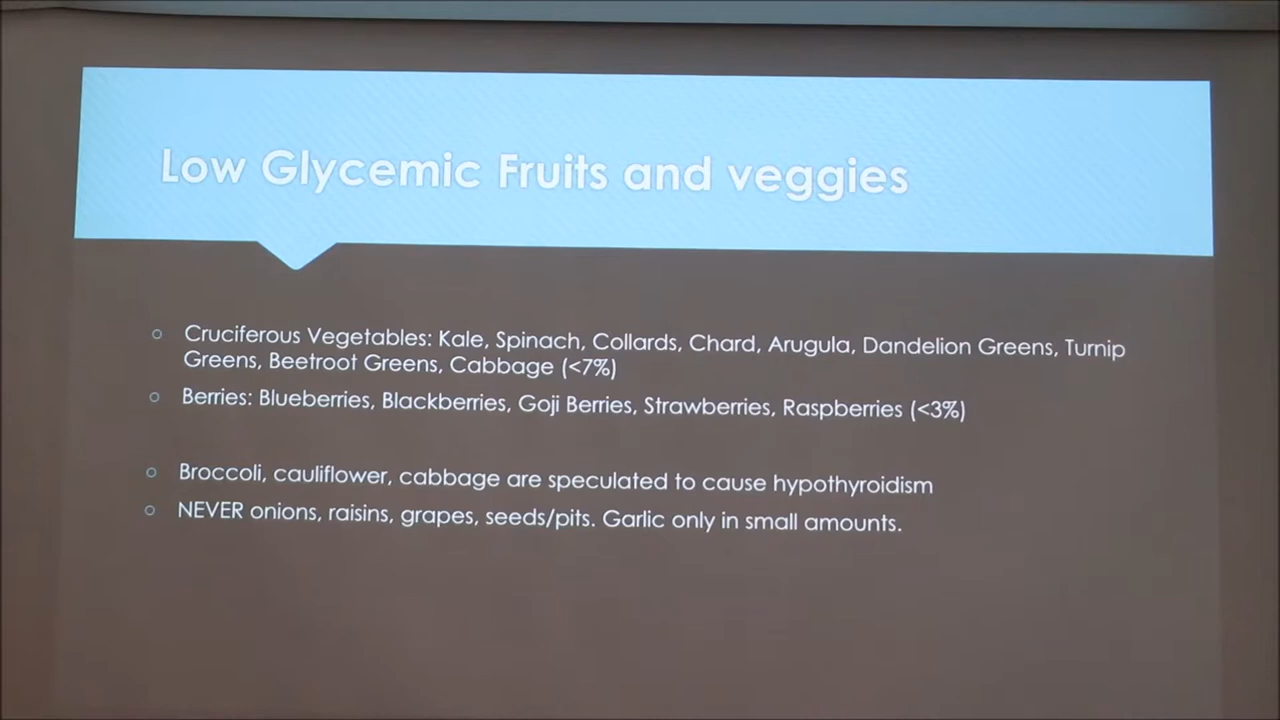 Low Glycemic Fruits and veggies
Cruciferous Vegetables: Kale, Spinach, Collards, Chard, Arugula, Dandelion Greens, Turnip
Greens, Beetroot Greens, Cabbage (<7%)
Berries: Blueberries, Blackberries, Goji Berries, Strawberries, Raspberries (<3%)
Broccoli, cauliflower, cabbage are speculated to cause hypothyroidism
NEVER onions, raisins, grapes, seeds/pits. Garlic only in small amounts.